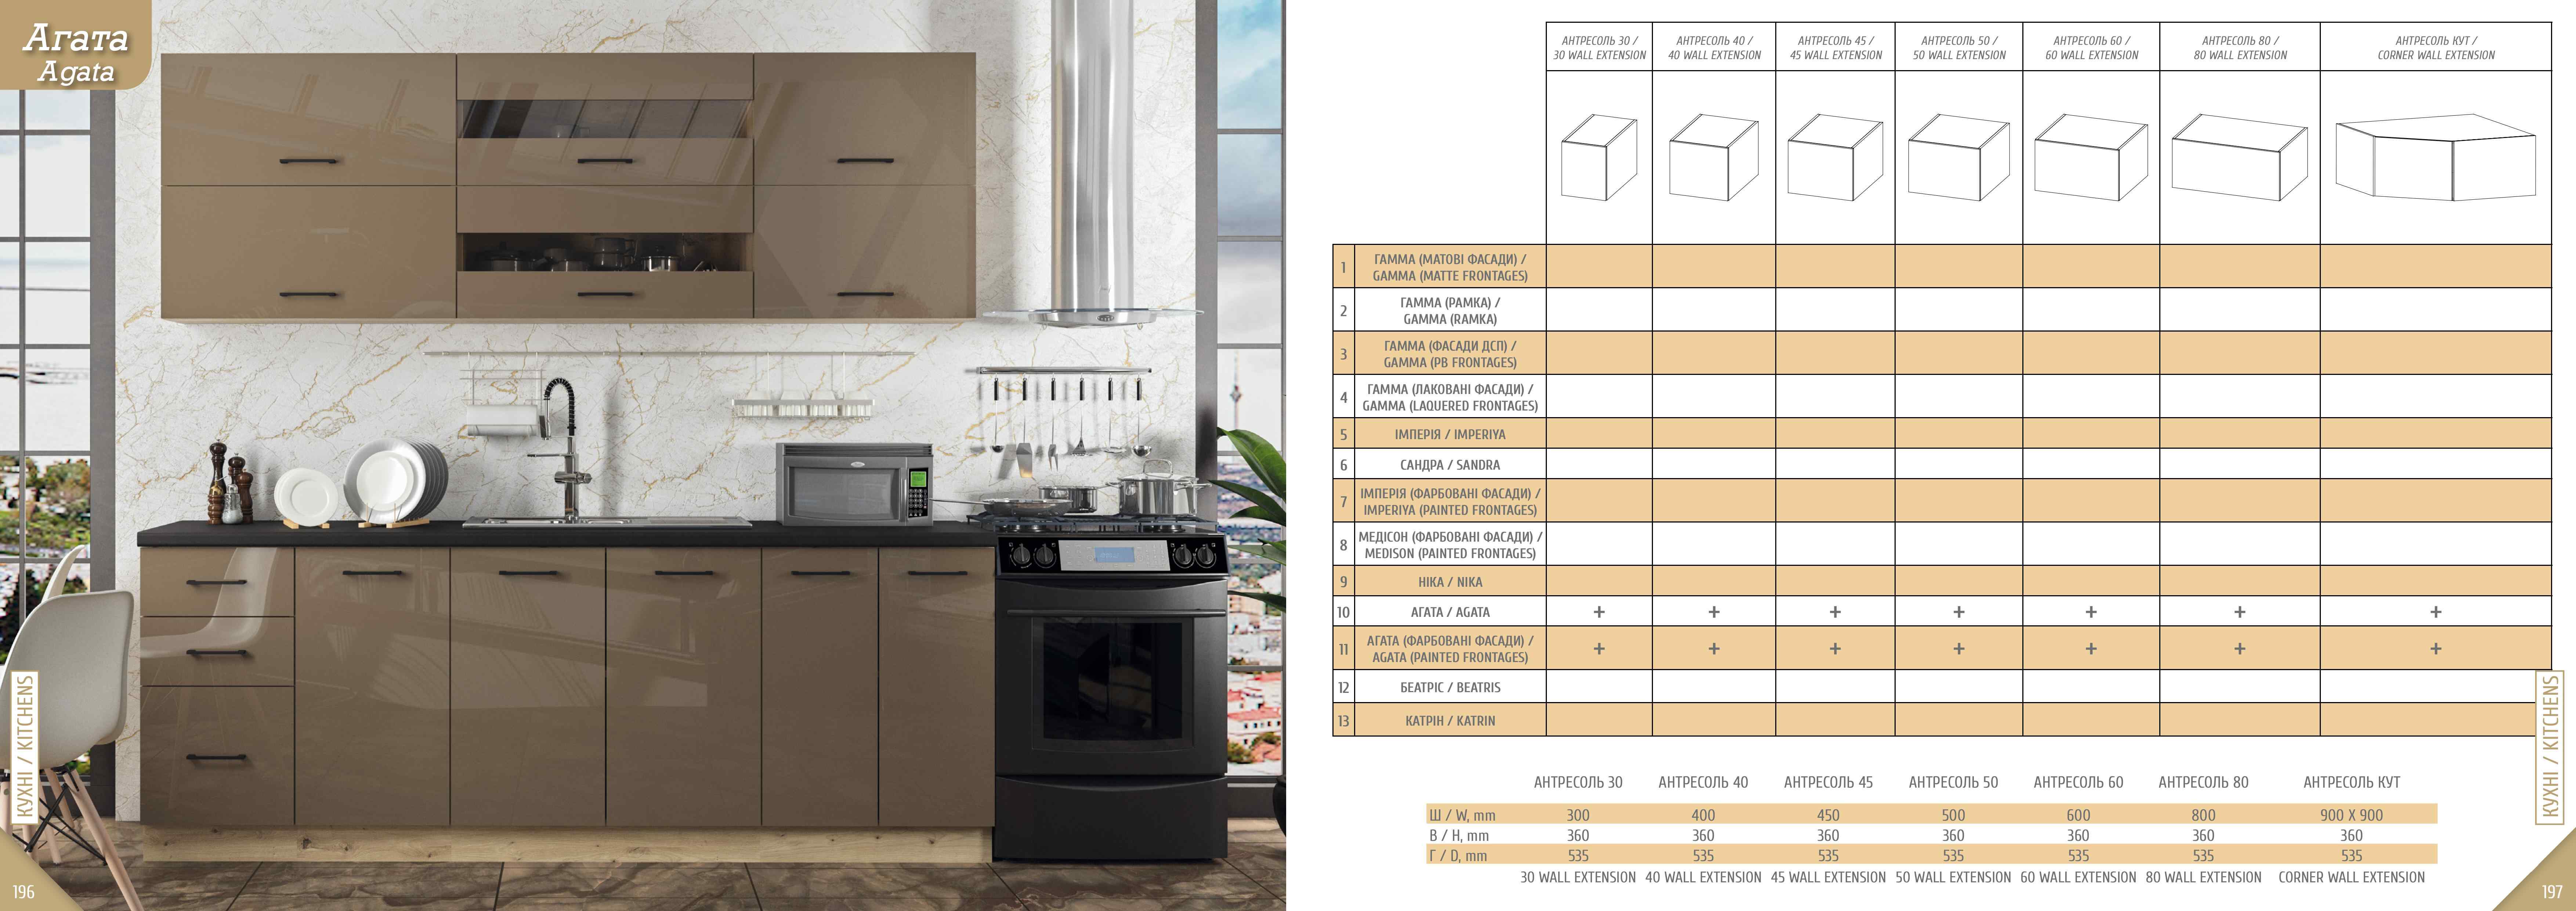 Агата
Agata
КУХНІ / KITCHENS
196
АНТРЕСОЛЬ 30 /
30 WALL EXTENSION
АНТРЕСОЛЬ 40 /
40 WALL EXTENSION
АНТРЕСОЛЬ 45 /
45 WALL EXTENSION
АНТРЕСОЛЬ 50 /
50 WALL EXTENSION
АНТРЕСОЛЬ 60 /
60 WALL EXTENSION
АНТРЕСОЛЬ 80 /
80 WALL EXTENSION
АНТРЕСОЛЬ КУТ /
CORNER WALL EXTENSION
1 ГАММА (МАТОВІ ФАСАДИ) /
GAMMA (MATTE FRONTAGES)
2 ГАММА (РАМКА) /
GAMMA (RAMKA)
3 ГАММА (ФАСАДИ ДСП) /
GAMMA (PB FRONTAGES)
4 ГАММА (ЛАКОВАНІ ФАСАДИ) /
GAMMA (LAQUERED FRONTAGES)
5 ІМПЕРІЯ / IMPERIYA
6 САНДРА / SANDRA
7 ІМПЕРІЯ (ФАРБОВАНІ ФАСАДИ) /
IMPERIYA (PAINTED FRONTAGES)
8 МЕДІСОН (ФАРБОВАНІ ФАСАДИ) /
MEDISON (PAINTED FRONTAGES)
9 НІКА / NIKA
10 АГАТА / AGATA + + + + + + +
11 АГАТА (ФАРБОВАНІ ФАСАДИ) /
AGATA (PAINTED FRONTAGES) + + + + + + +
12 БЕАТРІС / BEATRIS
13 КАТРІН / KATRIN
АНТРЕСОЛЬ 30 АНТРЕСОЛЬ 40 АНТРЕСОЛЬ 45 АНТРЕСОЛЬ 50 АНТРЕСОЛЬ 60 АНТРЕСОЛЬ 80 АНТРЕСОЛЬ КУТ
Ш / W, mm 300 400 450 500 600 800 900 X 900
В / H, mm 360 360 360 360 360 360 360
Г / D, mm 535 535 535 535 535 535 535
30 WALL EXTENSION 40 WALL EXTENSION 45 WALL EXTENSION 50 WALL EXTENSION 60 WALL EXTENSION 80 WALL EXTENSION CORNER WALL EXTENSION
КУХНІ / KITCHENS
197